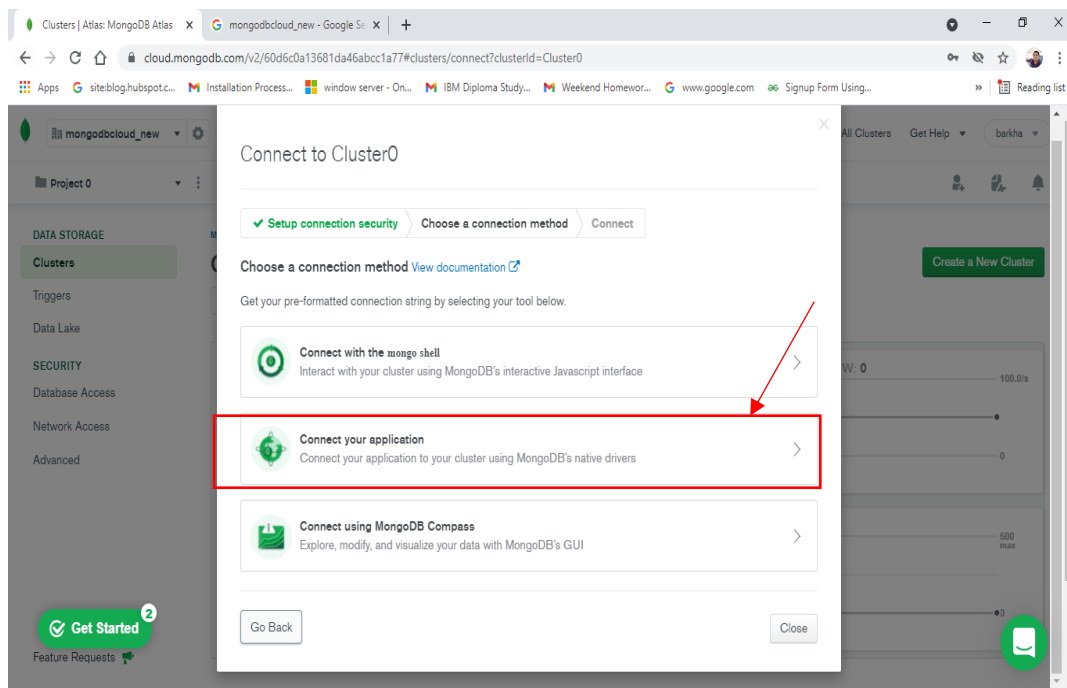 Clusters | Atlas: MongoDB Atlas
mongodbcloud_new - Google Se
cloud.mongodb.com/v2/60d6c0a13681da46abcc1a77#clusters/connect?clusterId=Cluster0
Apps
site:blog.hubspot.c...
Installation Process...
window server - On...
IBM Diploma Study...
Weekend Homewor...
www.google.com
Signup Form Using...
»
Reading list
mongodbcloud_new
All Clusters
Get Help
barkha
Project 0
DATA STORAGE
Clusters
Triggers
Data Lake
SECURITY
Database Access
Network Access
Advanced
Get Started
2
Feature Requests
Connect to Cluster0
Setup connection security
Choose a connection method
Connect
Choose a connection method View documentation
Get your pre-formatted connection string by selecting your tool below.
Connect with the mongo shell
Interact with your cluster using MongoDB's interactive Javascript interface
Connect your application
Connect your application to your cluster using MongoDB's native drivers
Connect using MongoDB Compass
Explore, modify, and visualize your data with MongoDB's GUI
Go Back
Close
Create a New Cluster
W: 0
100.0/s
0
500
max
0